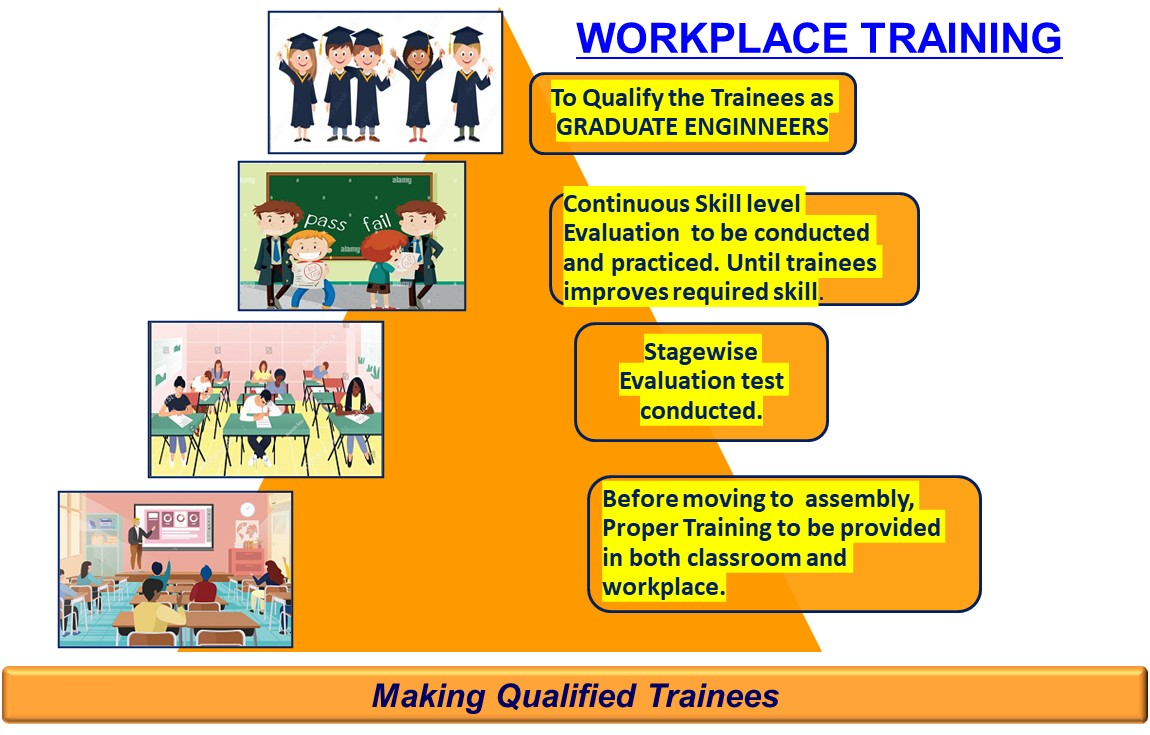 WORKPLACE TRAINING
To Qualify the Trainees as
GRADUATE ENGINNEERS
alamy
pass fail
alamy
Continuous Skill level
Evaluation to be conducted
and practiced. Until trainees
improves required skill.
Stagewise
Evaluation test
conducted.
Before moving to assembly,
Proper Training to be provided
in both classroom and
workplace.
Making Qualified Trainees